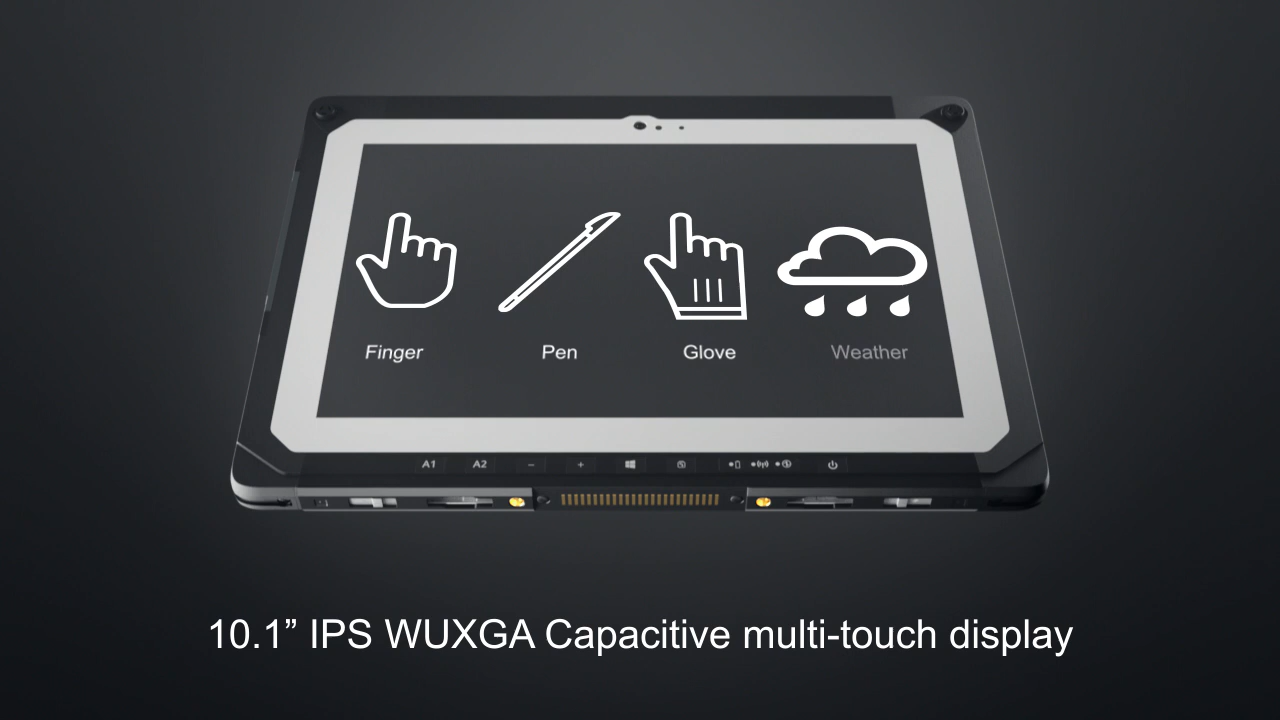 Finger Pen Glove Weather
A1 A2 − +
10.1” IPS WUXGA Capacitive multi-touch display